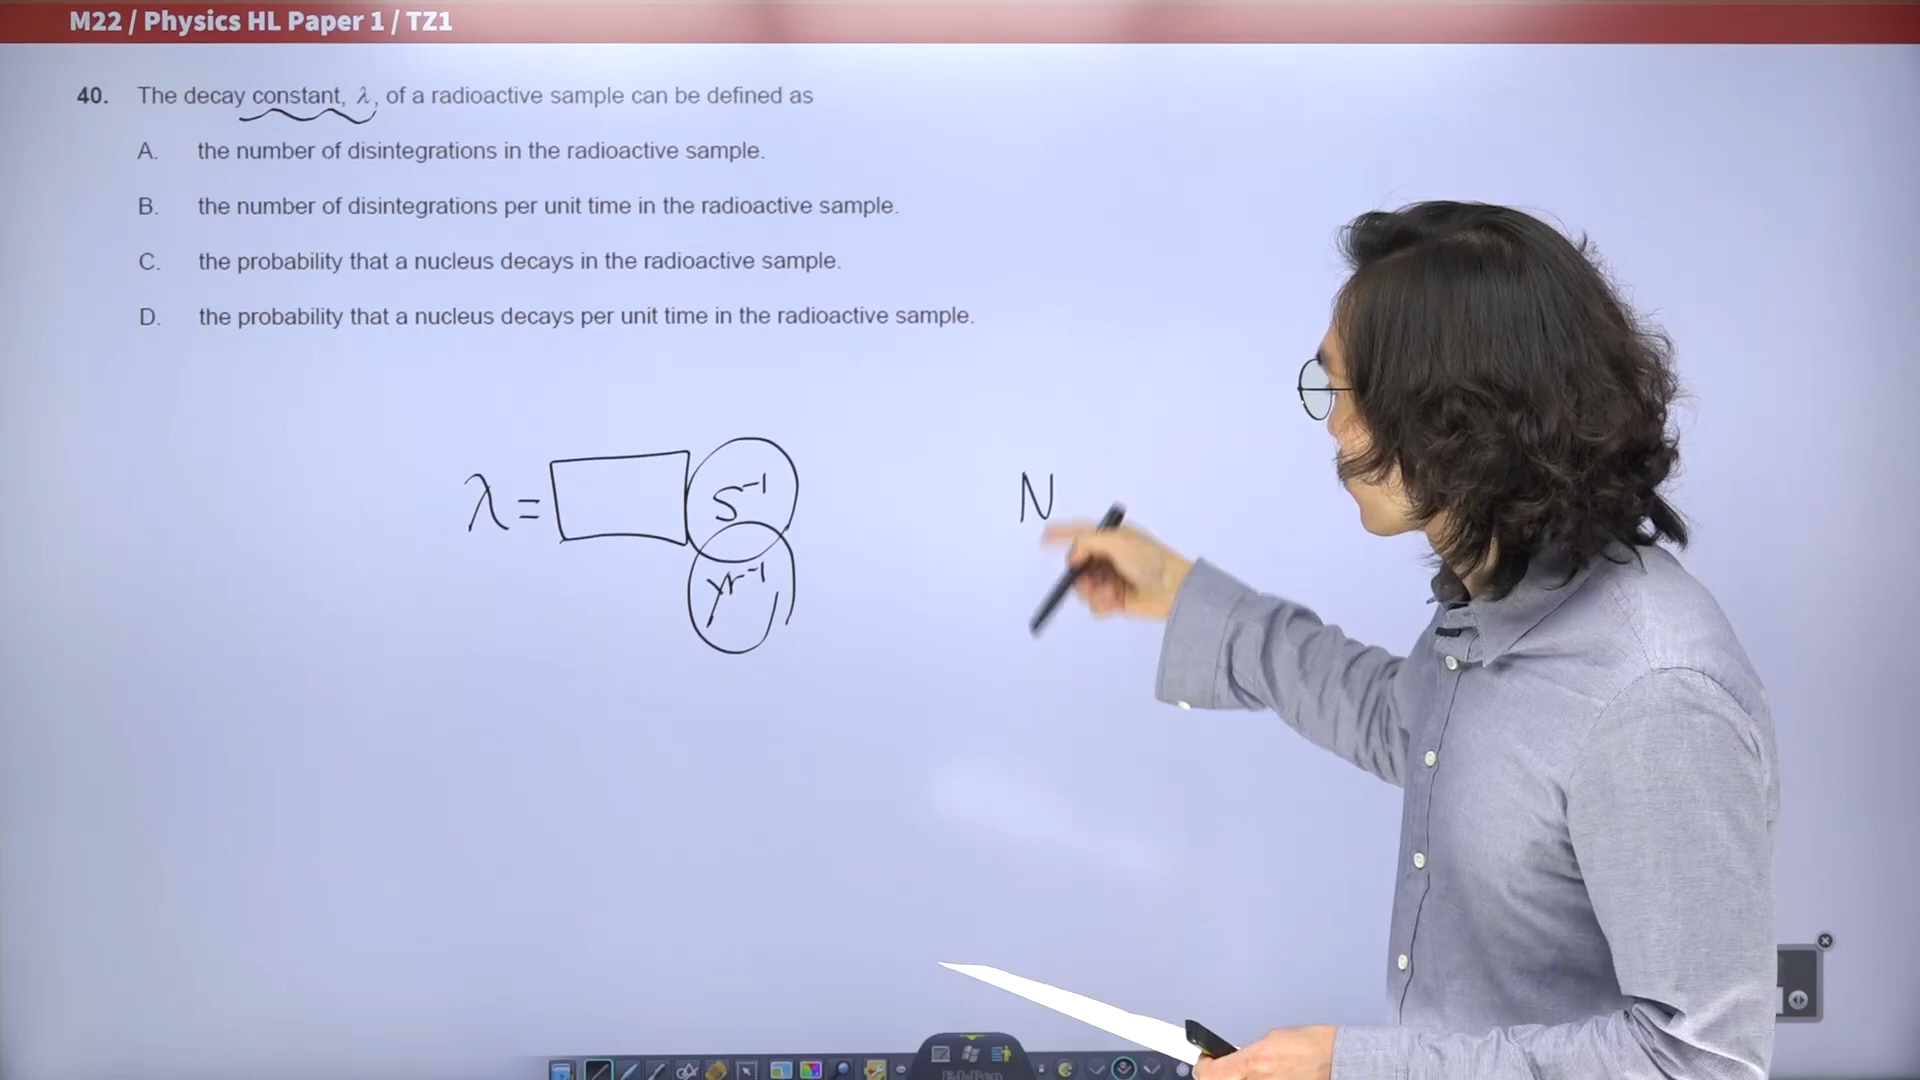 M22 / Physics HL Paper 1 / TZ1
40. The decay constant, λ, of a radioactive sample can be defined as
A. the number of disintegrations in the radioactive sample.
B. the number of disintegrations per unit time in the radioactive sample.
C. the probability that a nucleus decays in the radioactive sample.
D. the probability that a nucleus decays per unit time in the radioactive sample.
λ = s⁻¹ N
yr⁻¹